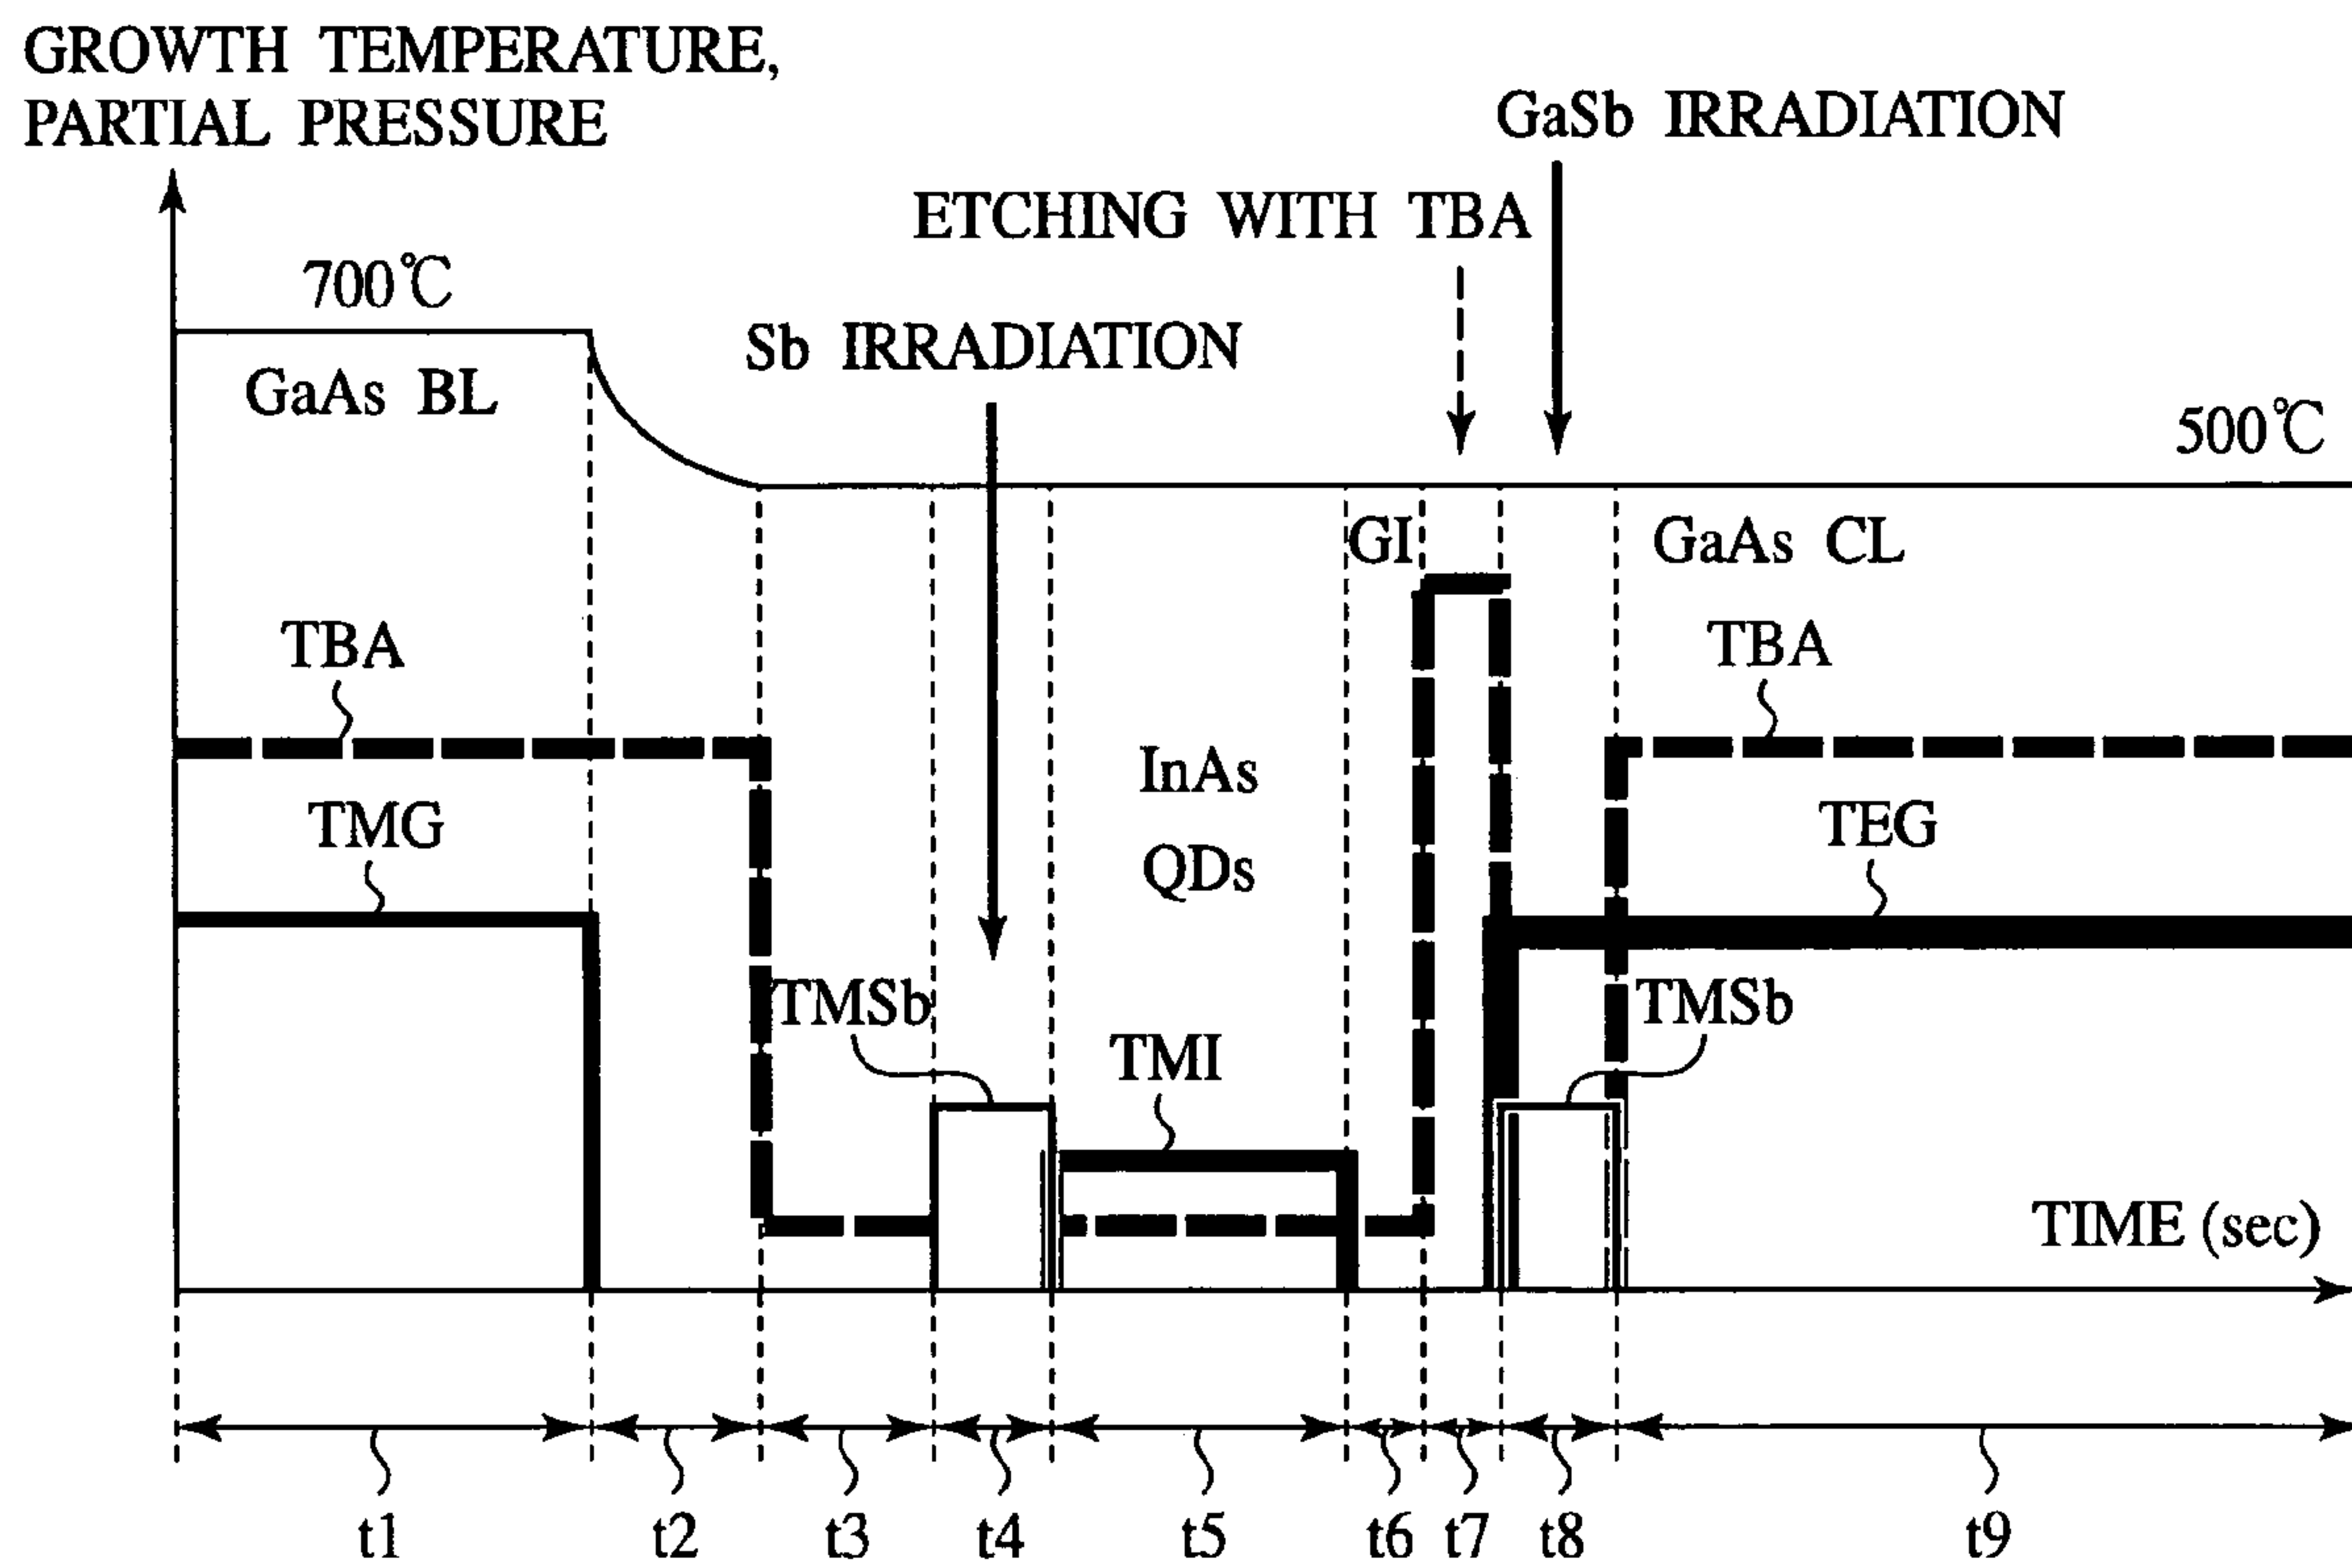 GROWTH TEMPERATURE,
PARTIAL PRESSURE
GaSb IRRADIATION
ETCHING WITH TBA
700℃
Sb IRRADIATION
GaAs BL
500℃
GI
GaAs CL
TBA
TBA
InAs
QDs
TMG
TEG
TMSb
TMSb
TMI
TIME (sec)
t1 t2 t3 t4 t5 t6 t7 t8 t9